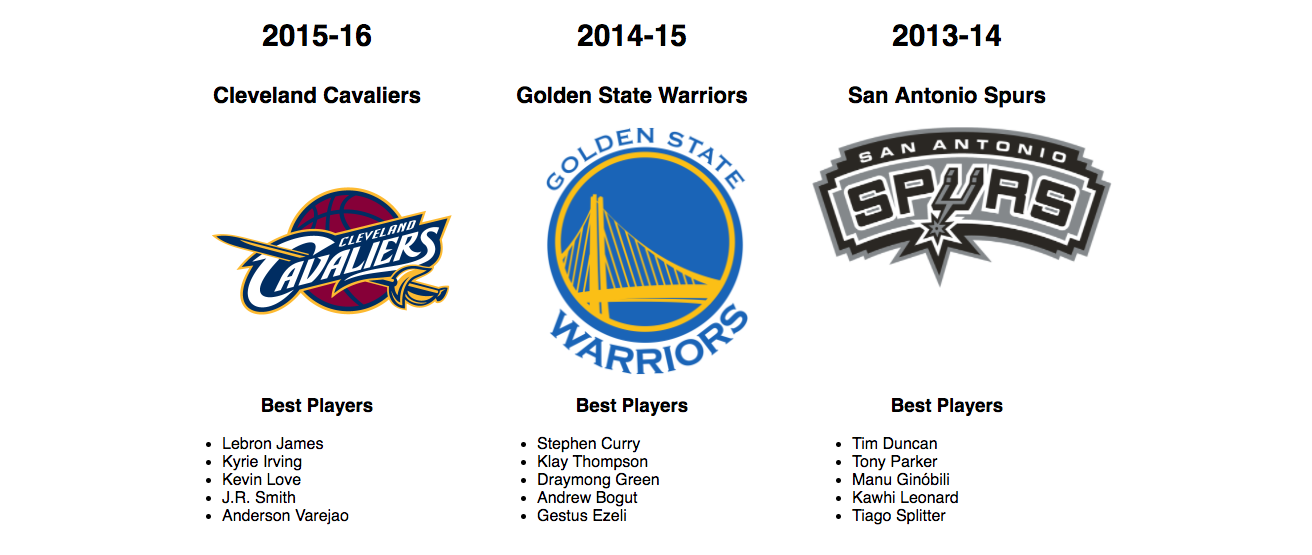 2015-16
Cleveland Cavaliers
CLEVELAND
CAVALIERS
Best Players
Lebron James
Kyrie Irving
Kevin Love
J.R. Smith
Anderson Varejao
2014-15
Golden State Warriors
GOLDEN STATE
WARRIORS
Best Players
Stephen Curry
Klay Thompson
Draymong Green
Andrew Bogut
Gestus Ezeli
2013-14
San Antonio Spurs
SAN ANTONIO
SPURS
Best Players
Tim Duncan
Tony Parker
Manu Ginóbili
Kawhi Leonard
Tiago Splitter